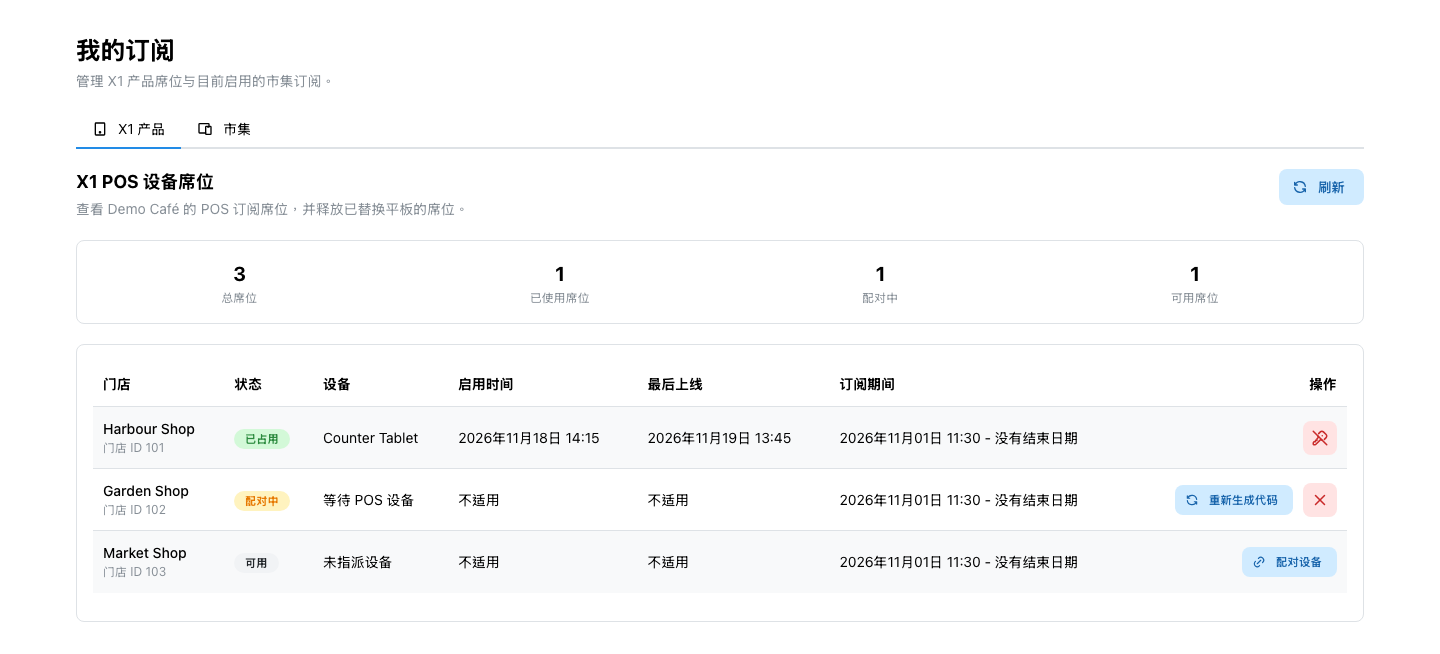 我的订阅
管理 X1 产品席位与目前启用的市集订阅。
X1 产品 市集
X1 POS 设备席位
刷新
查看 Demo Café 的 POS 订阅席位，并释放已替换平板的席位。
3 1 1 1
总席位 已使用席位 配对中 可用席位
门店 状态 设备 启用时间 最后上线 订阅期间 操作
Harbour Shop
门店 ID 101
已占用 Counter Tablet 2026年11月18日 14:15 2026年11月19日 13:45 2026年11月01日 11:30 - 没有结束日期
Garden Shop
门店 ID 102
配对中 等待 POS 设备 不适用 不适用 2026年11月01日 11:30 - 没有结束日期 重新生成代码
Market Shop
门店 ID 103
可用 未指派设备 不适用 不适用 2026年11月01日 11:30 - 没有结束日期 配对设备